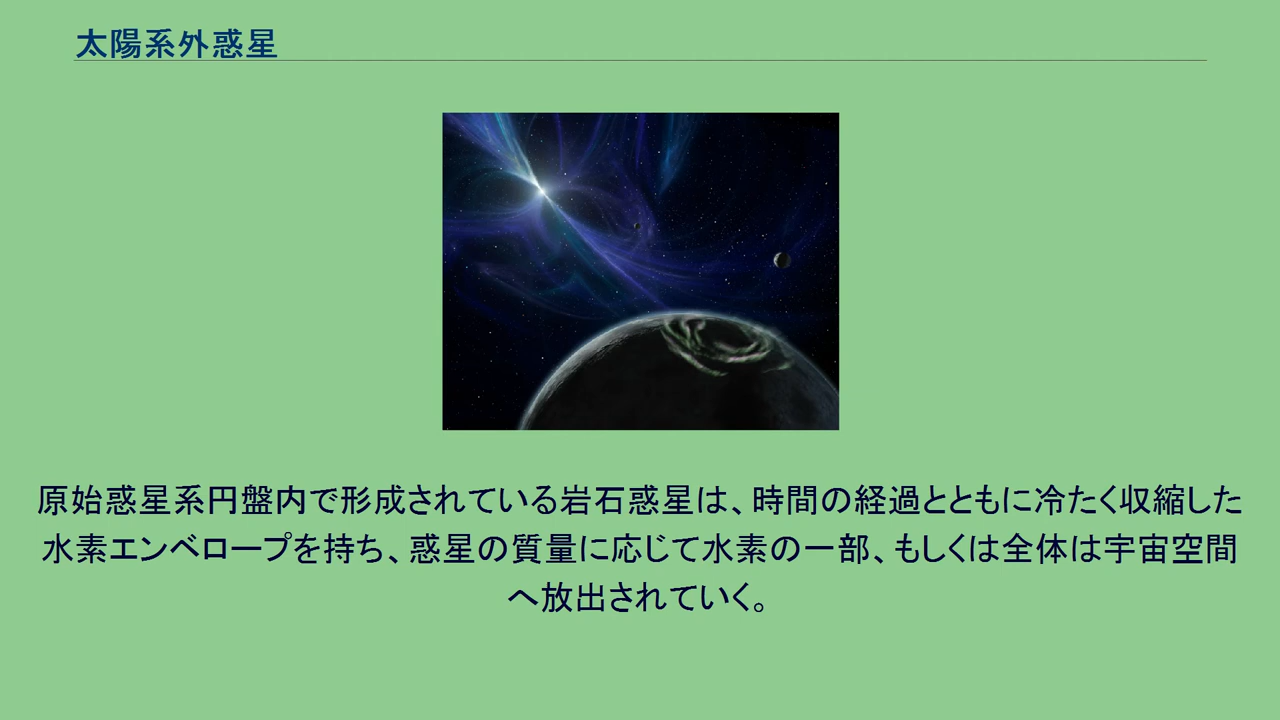 太陽系外惑星
原始惑星系円盤内で形成されている岩石惑星は、時間の経過とともに冷たく収縮した
水素エンベロープを持ち、惑星の質量に応じて水素の一部、もしくは全体は宇宙空間
へ放出されていく。